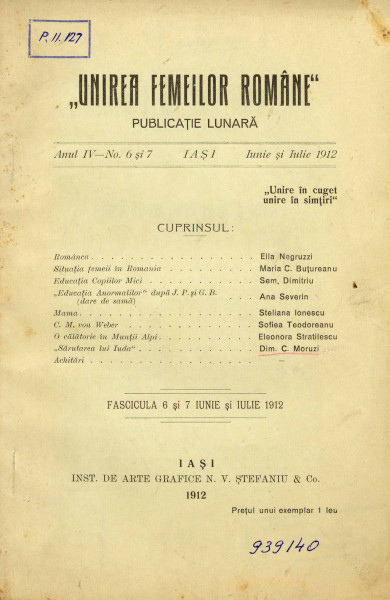 P.II.127
„UNIREA FEMEILOR ROMÂNE“
PUBLICAȚIE LUNARĂ
Anul IV—No. 6 și 7 IAȘI Iunie și Iulie 1912
„Unire în cuget
unire în simțiri“
CUPRINSUL:
Românca . . . . . . . . . . . . . . . . Ella Negruzzi
Situația femeii în Romania . . . . . . . . Maria C. Buțureanu
Educația Copiilor Mici . . . . . . . . . . Sem, Dimitriu
„Educația Anormalilor“ după J. P. și G. B.
(dare de samă) . . . . . . . . Ana Severin
Mama . . . . . . . . . . . . . . . . Steliana Ionescu
C. M. von Weber . . . . . . . . . . . . Sofiea Teodoreanu
O călătorie în Munții Alpi . . . . . . . . Eleonora Stratilescu
„Sărutarea lui Iuda“ . . . . . . . . . . Dim. C. Moruzi
Achitări . . . . . . . . . . . . . . . . –
FASCICULA 6 și 7 IUNIE și IULIE 1912
IAȘI
INST. DE ARTE GRAFICE N. V. ȘTEFANIU & Co.
1912
Prețul unui exemplar 1 leu
939140